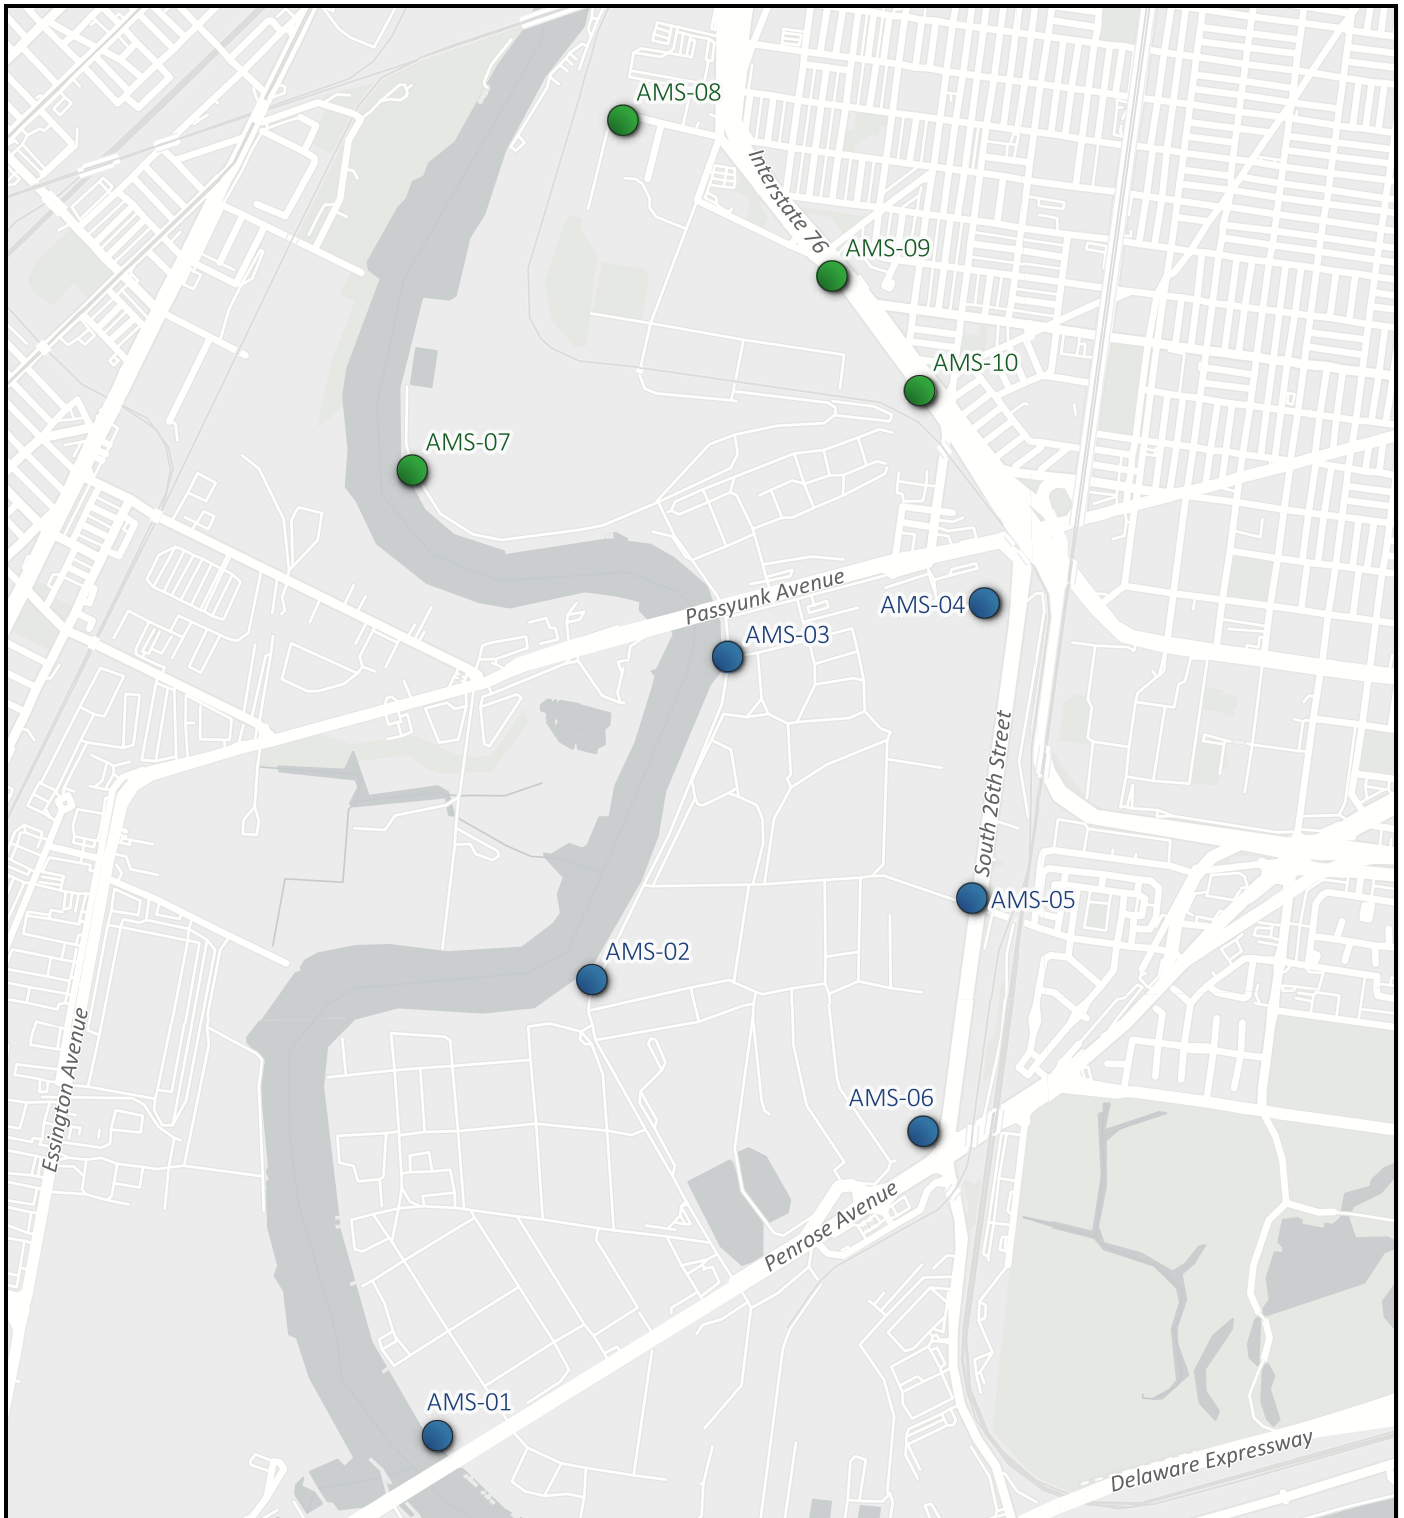 AMS-08
Interstate 76
AMS-09
AMS-10
AMS-07
Passyunk Avenue
AMS-04
AMS-03
South 26th Street
AMS-05
AMS-02
Essington Avenue
AMS-06
Penrose Avenue
AMS-01
Delaware Expressway